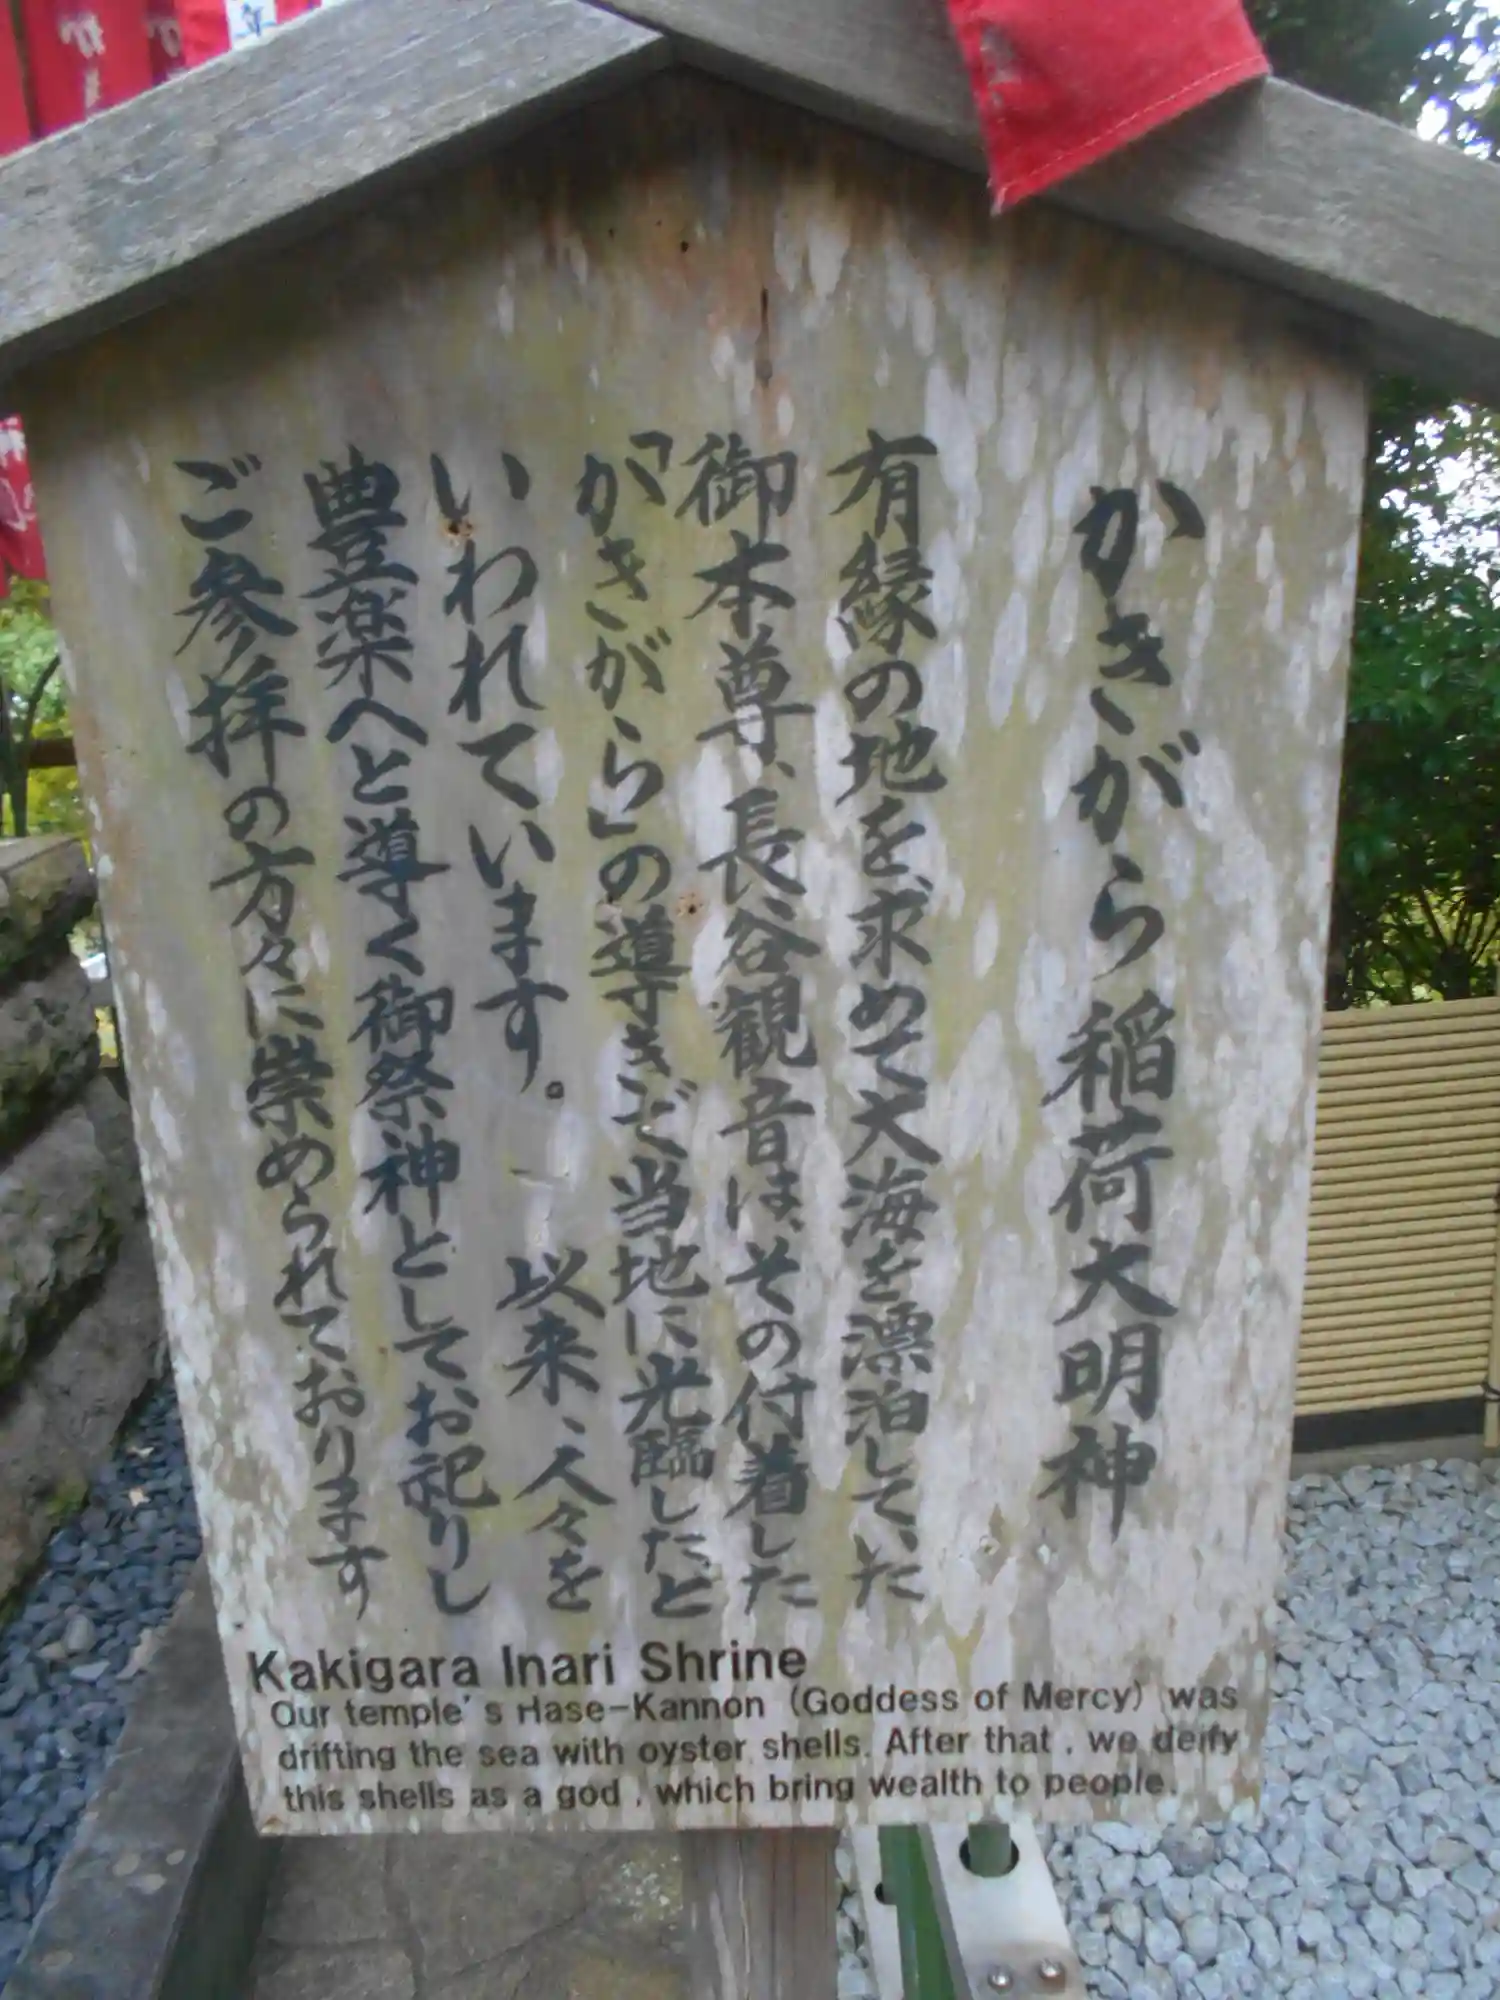 かきがら稲荷大明神
有縁の地を求めて大海を漂泊していた
御本尊、長谷観音は、その付着した
「かきがら」の導きご当地に光臨したと
いわれています。 以来、人々を
豊楽へと導く御祭神としてお祀りし
ご参拝の方々に崇められております
Kakigara Inari Shrine
Our temple's Hase-Kannon (Goddess of Mercy) was
drifting the sea with oyster shells. After that , we deify
this shells as a god , which bring wealth to people.